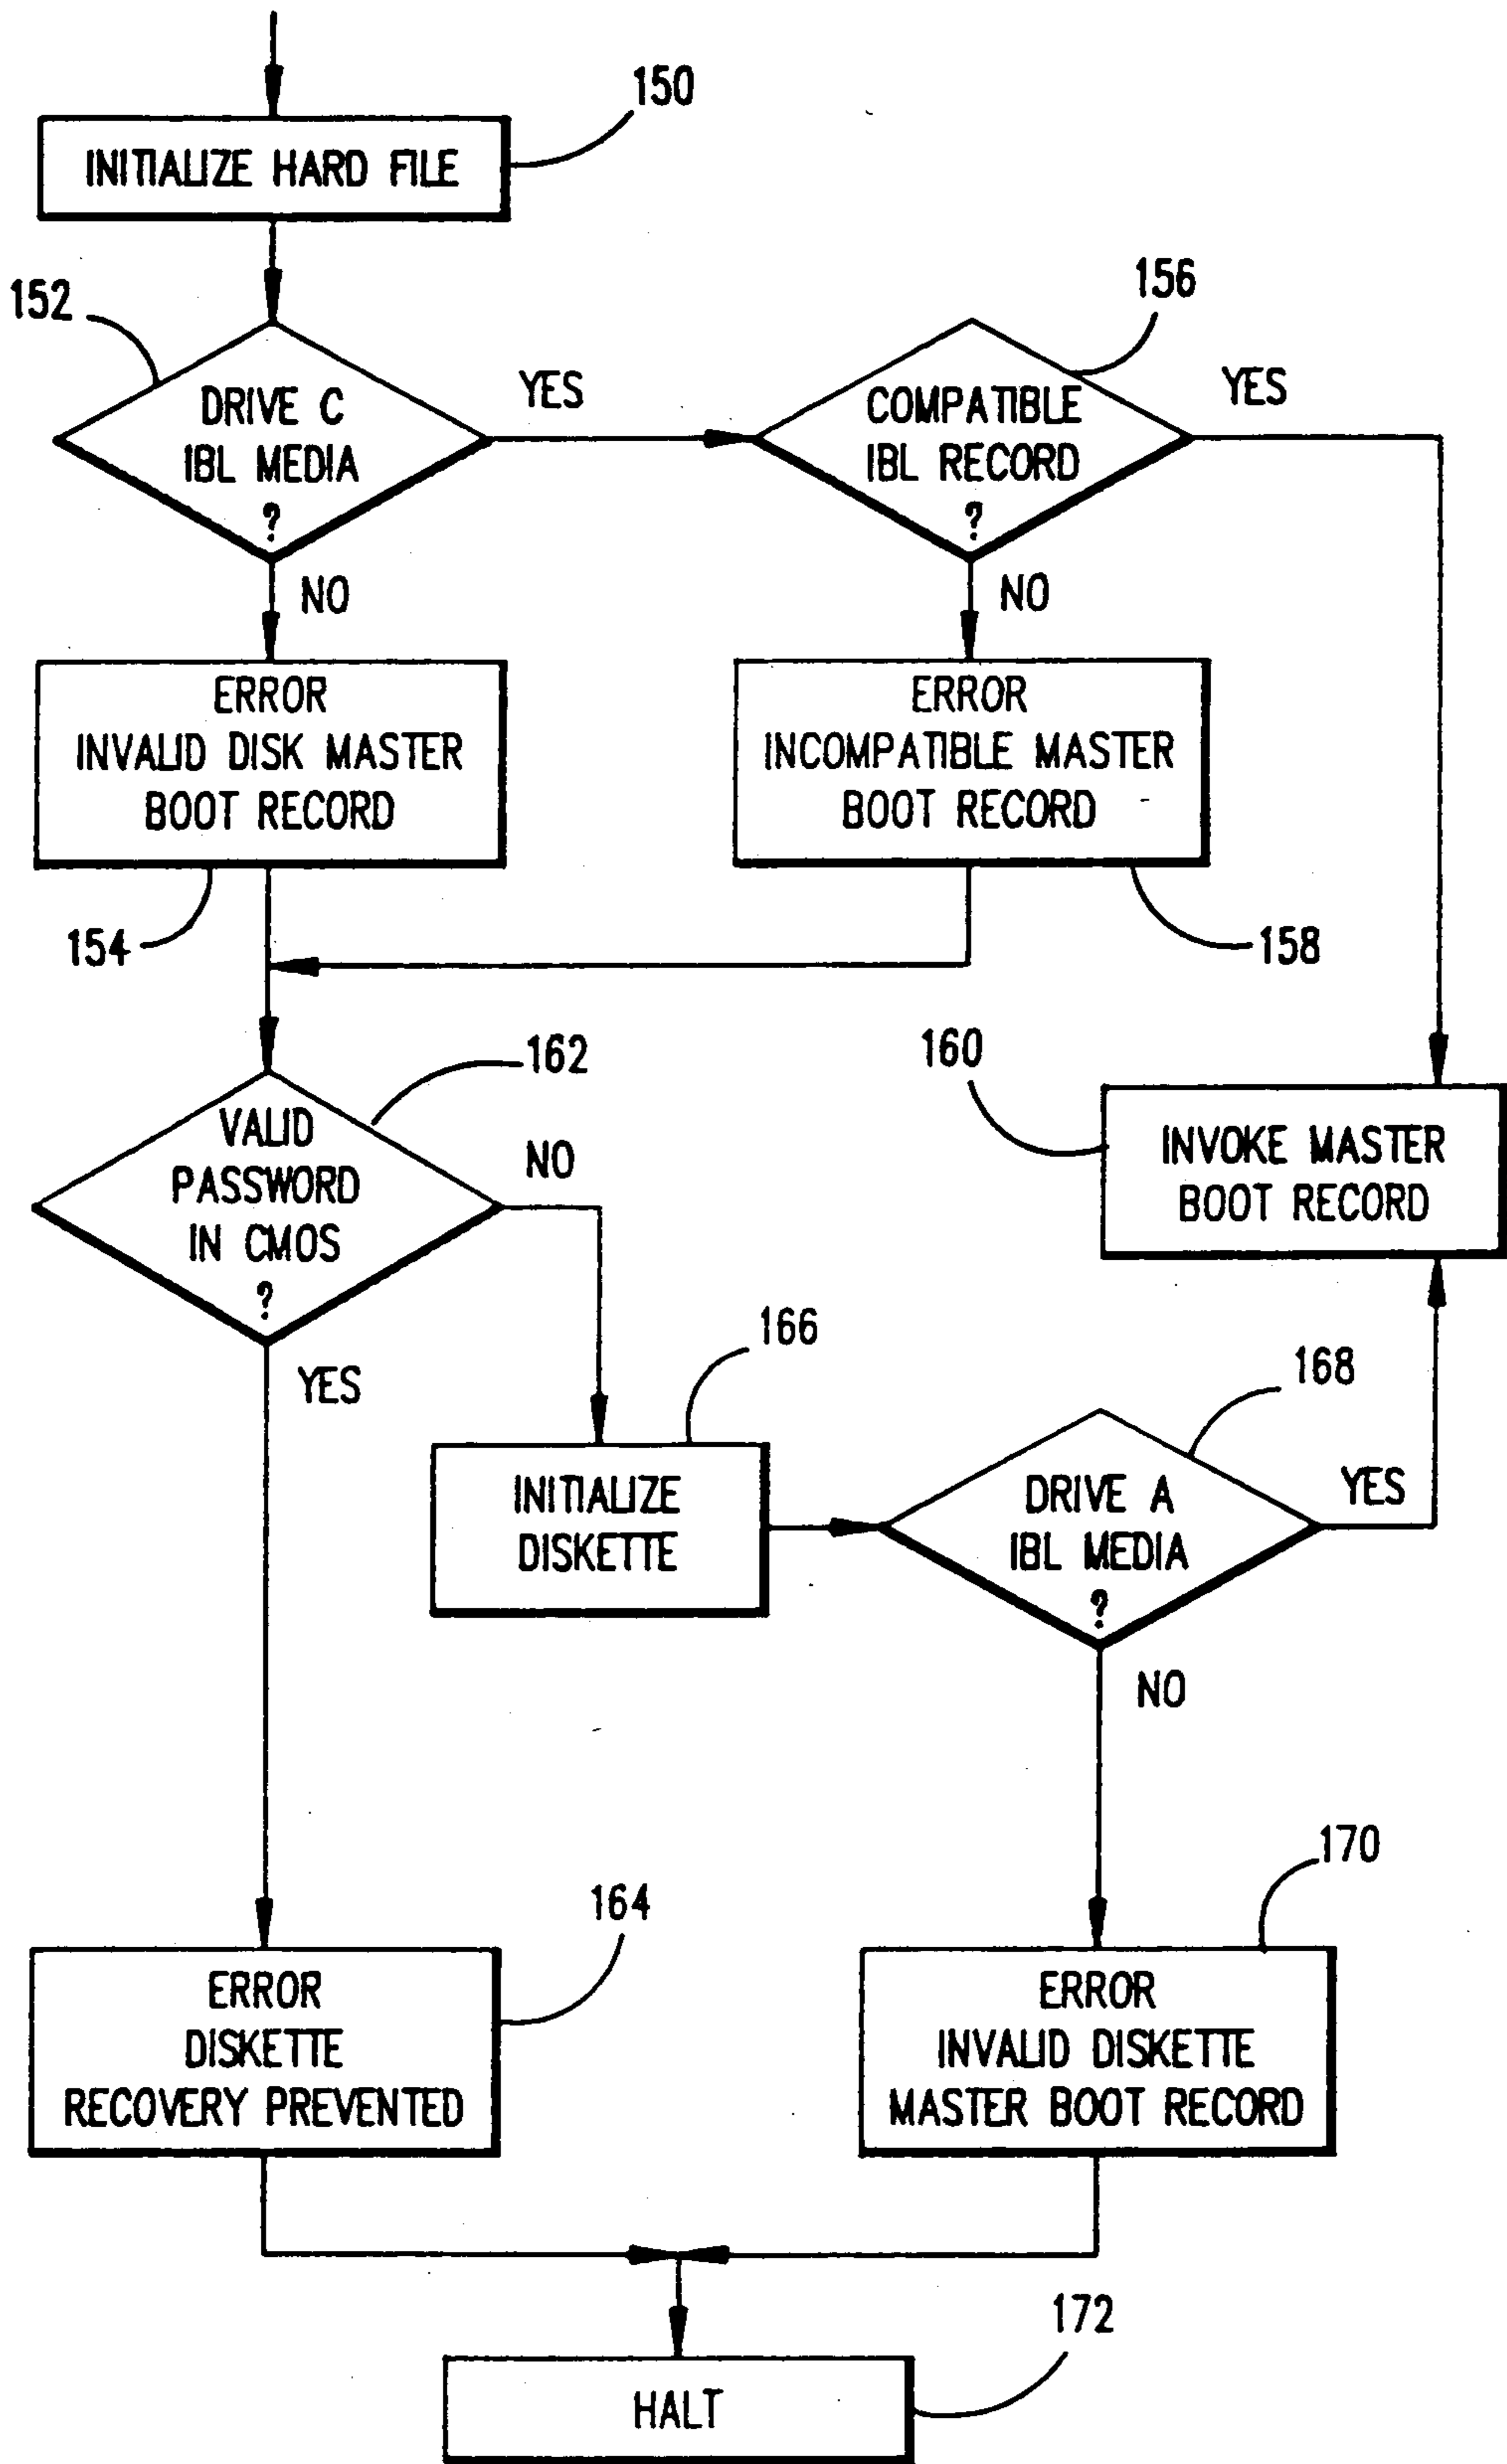 150
INITIALIZE HARD FILE
152
DRIVE C
IBL MEDIA
?
YES
NO
156
COMPATIBLE
IBL RECORD
?
YES
NO
ERROR
INVALID DISK MASTER
BOOT RECORD
154
ERROR
INCOMPATIBLE MASTER
BOOT RECORD
158
162
VALID
PASSWORD
IN CMOS
?
NO
YES
160
INVOKE MASTER
BOOT RECORD
166
INITIALIZE
DISKETTE
168
DRIVE A
IBL MEDIA
?
YES
NO
164
ERROR
DISKETTE
RECOVERY PREVENTED
170
ERROR
INVALID DISKETTE
MASTER BOOT RECORD
172
HALT